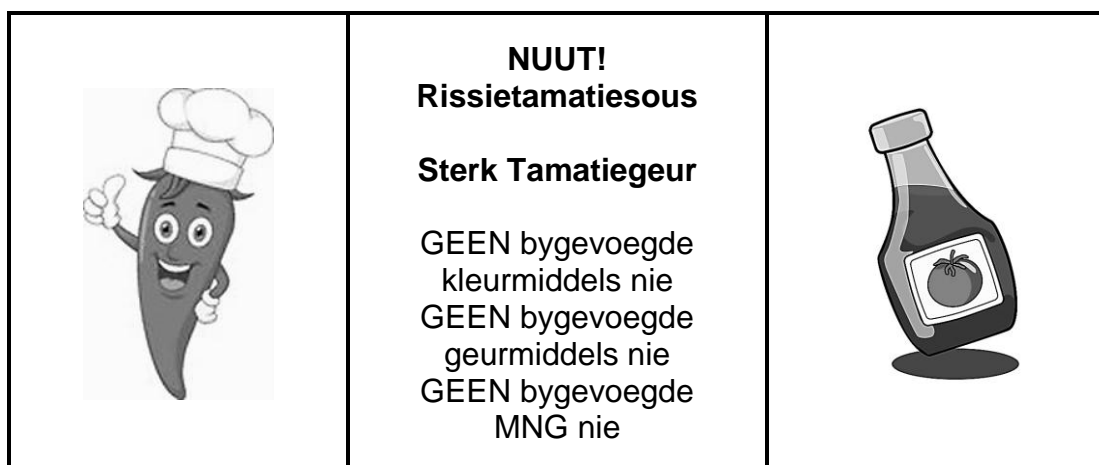 NUUT!
Rissietamatiesous
Sterk Tamatiegeur
GEEN bygevoegde
kleurmiddels nie
GEEN bygevoegde
geurmiddels nie
GEEN bygevoegde
MNG nie